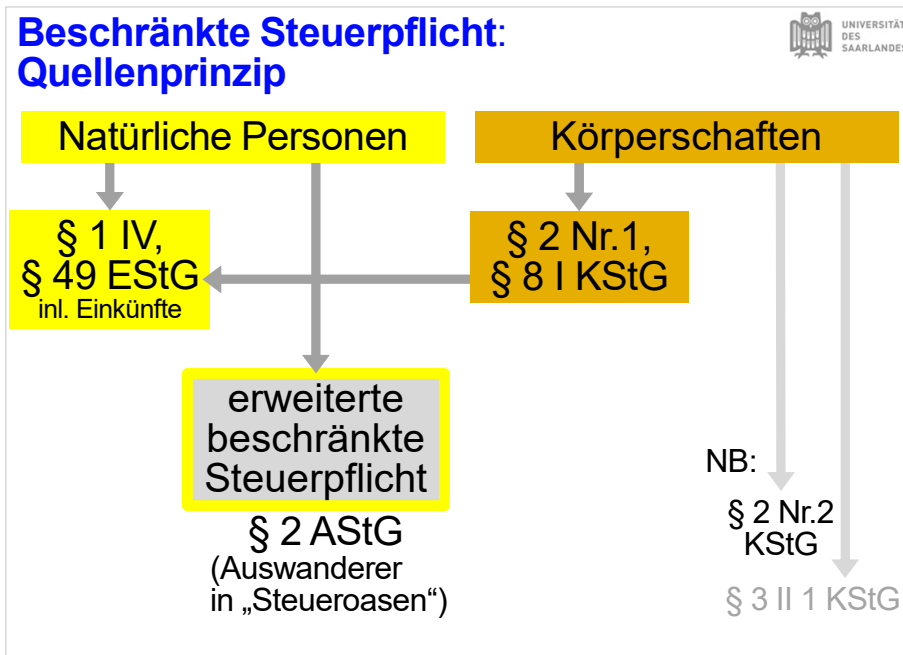 Beschränkte Steuerpflicht:
Quellenprinzip
UNIVERSITÄT
DES
SAARLANDES
Natürliche Personen
Körperschaften
§ 1 IV,
§ 49 EStG
inl. Einkünfte
§ 2 Nr.1,
§ 8 I KStG
erweiterte
beschränkte
Steuerpflicht
§ 2 AStG
(Auswanderer
in „Steueroasen“)
NB:
§ 2 Nr.2
KStG
§ 3 II 1 KStG